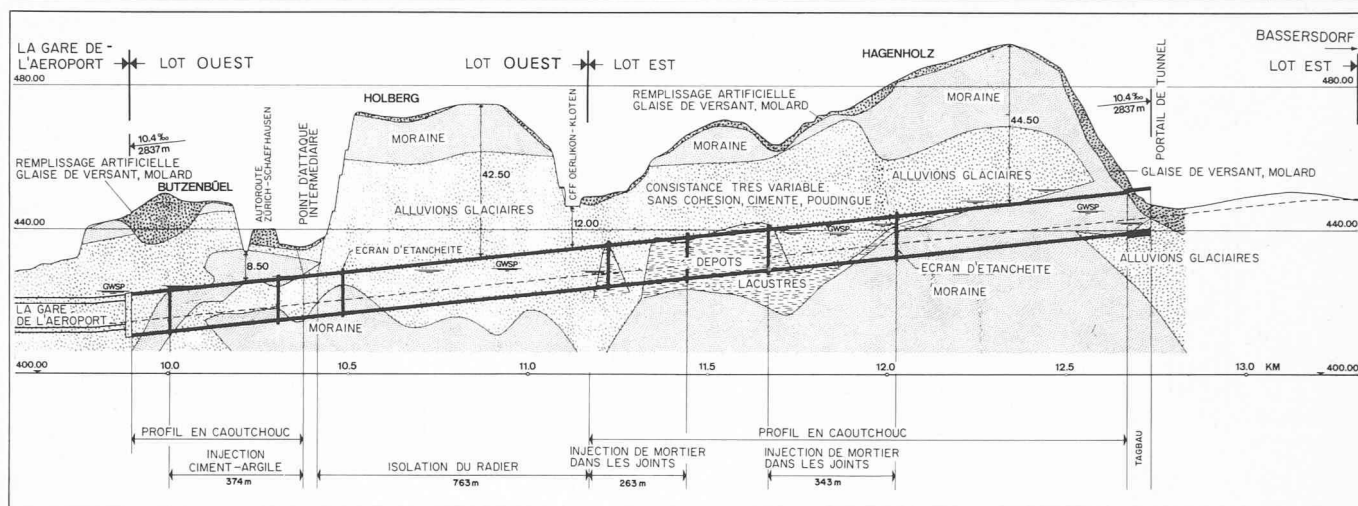 LA GARE DE -
L'AEROPORT
LOT OUEST
LOT OUEST
LOT EST
HAGENHOLZ
BASSERSDORF
LOT EST
480.00
480.00
HOLBERG
REMPLISSAGE ARTIFICIELLE
GLAISE DE VERSANT, MOLARD
MORAINE
10.4‰
2837m
10.4‰
2837m
PORTAIL DE TUNNEL
REMPLISSAGE ARTIFICIELLE
GLAISE DE VERSANT, MOLARD
BUTZENBÜEL
AUTOROUTE
ZÜRICH-SCHAEFHAUSEN
POINT D'ATTAQUE
INTERMEDIAIRE
MORAINE
42.50
CFF OERLIKON-KLOTEN
MORAINE
44.50
GLAISE DE VERSANT, MOLARD
ALLUVIONS GLACIAIRES
CONSISTANCE TRES VARIABLE:
SANS COHESION, CIMENTE, POUDINGUE
ALLUVIONS GLACIAIRES
440.00
12.00
GWSP
GWSP
440.00
8.50
ECRAN D'ETANCHEITE
GWSP
DEPOTS
LACUSTRES
ECRAN D'ETANCHEITE
MORAINE
ALLUVIONS GLACIAIRES
GWSP
LA GARE
DE L'AEROPORT
MORAINE
400.00
10.0
10.5
11.0
11.5
12.0
12.5
13.0
KM
400.00
PROFIL EN CAOUTCHOUC
PROFIL EN CAOUTCHOUC
TAGBAU
INJECTION
CIMENT-ARGILE
374m
ISOLATION DU RADIER
763m
INJECTION DE MORTIER
DANS LES JOINTS
263m
INJECTION DE MORTIER
DANS LES JOINTS
343m